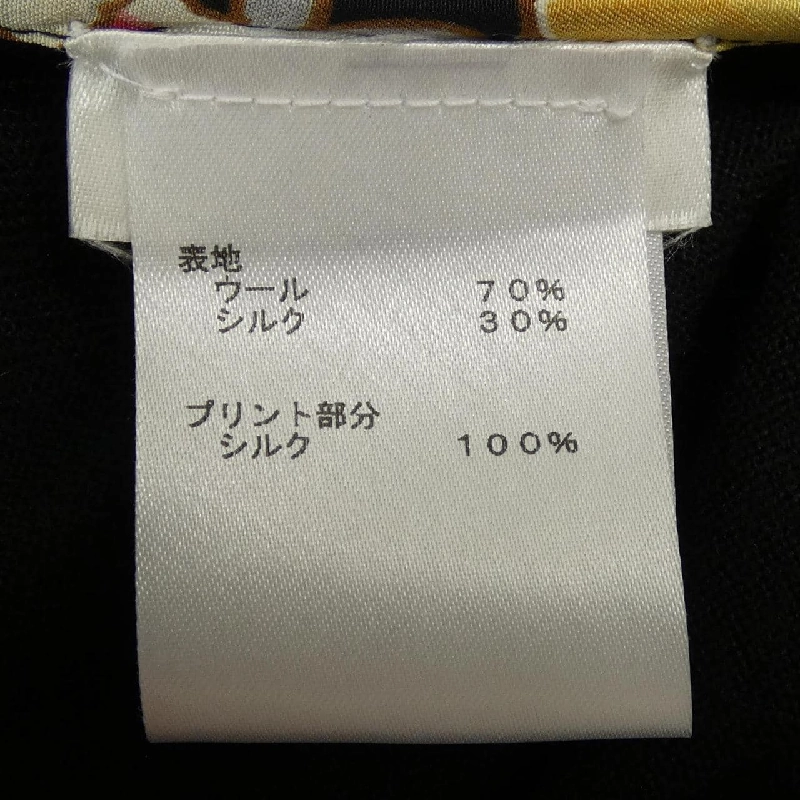 表地
ウール 70%
シルク 30%
プリント部分
シルク 100%